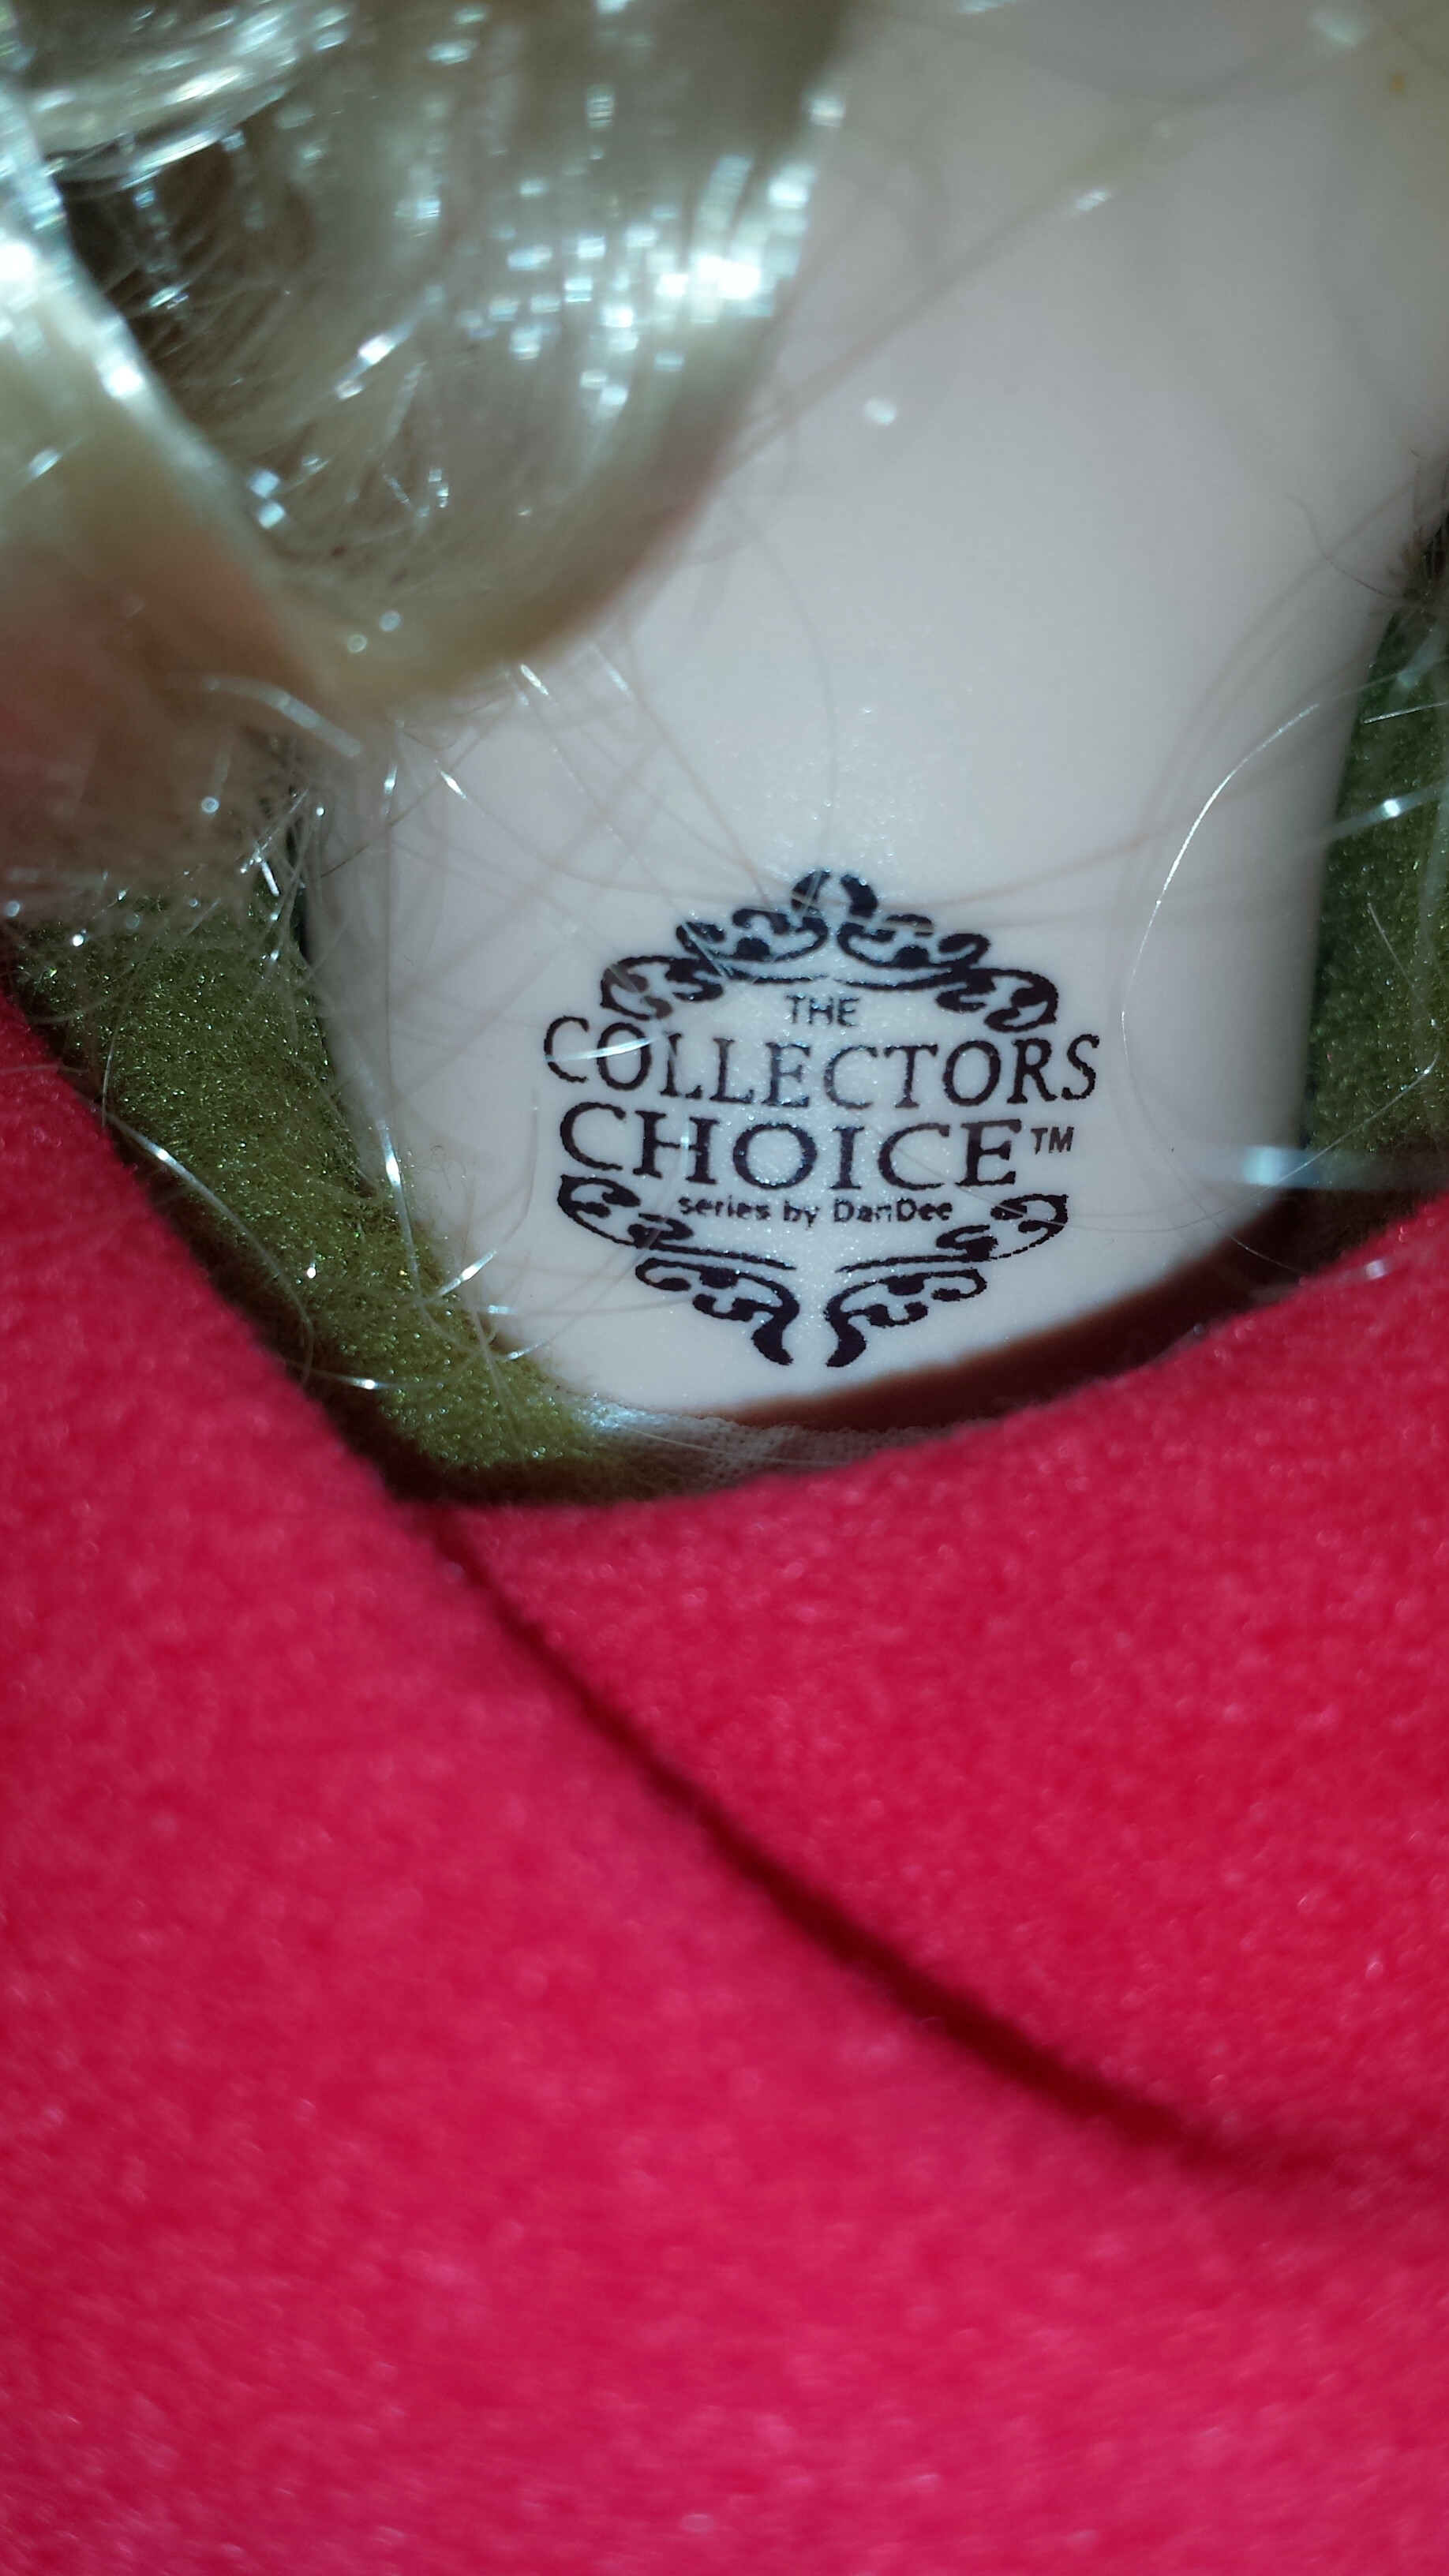 THE
COLLECTORS
CHOICE™
series by DanDee